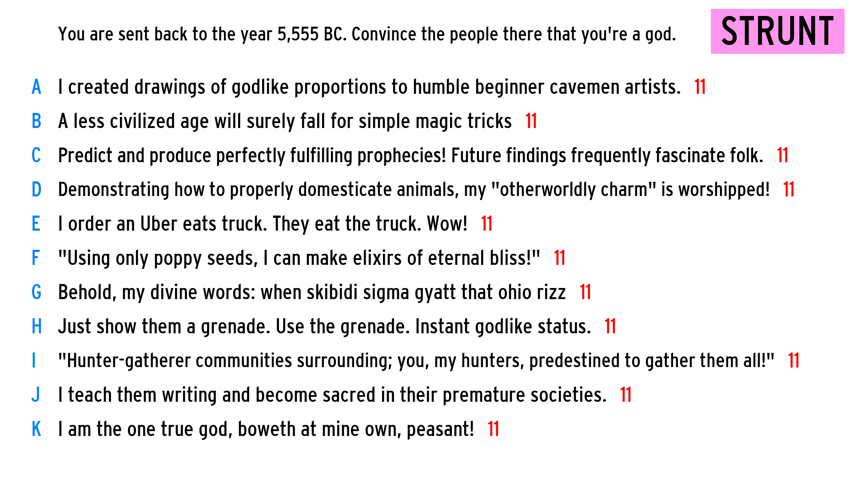 You are sent back to the year 5,555 BC. Convince the people there that you're a god.
STRUNT
A I created drawings of godlike proportions to humble beginner cavemen artists. 11
B A less civilized age will surely fall for simple magic tricks 11
C Predict and produce perfectly fulfilling prophecies! Future findings frequently fascinate folk. 11
D Demonstrating how to properly domesticate animals, my "otherworldly charm" is worshipped! 11
E I order an Uber eats truck. They eat the truck. Wow! 11
F "Using only poppy seeds, I can make elixirs of eternal bliss!" 11
G Behold, my divine words: when skibidi sigma gyatt that ohio rizz 11
H Just show them a grenade. Use the grenade. Instant godlike status. 11
I "Hunter-gatherer communities surrounding; you, my hunters, predestined to gather them all!" 11
J I teach them writing and become sacred in their premature societies. 11
K I am the one true god, boweth at mine own, peasant! 11